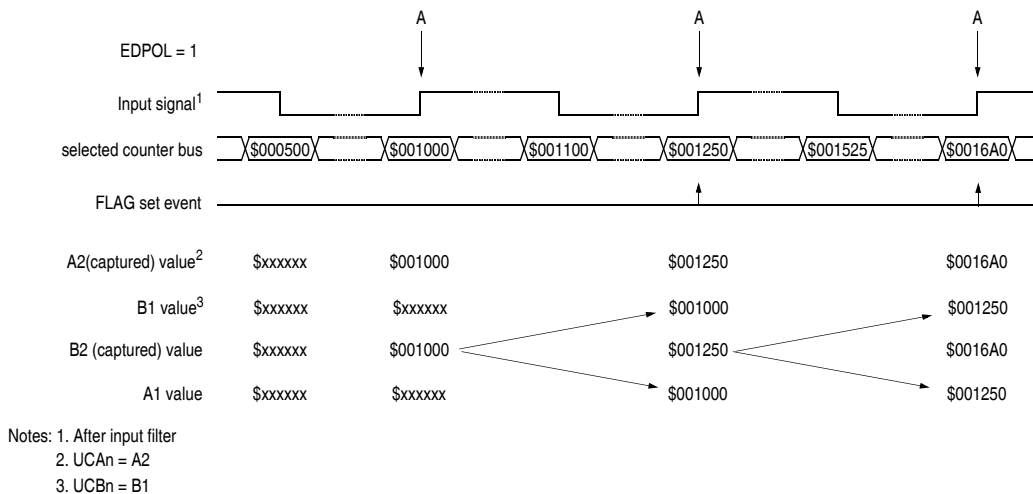 A A A
EDPOL = 1
Input signal1
selected counter bus $000500 $001000 $001100 $001250 $001525 $0016A0
FLAG set event
A2(captured) value2 $xxxxxx $001000 $001250 $0016A0
B1 value3 $xxxxxx $xxxxxx $001000 $001250
B2 (captured) value $xxxxxx $001000 $001250 $0016A0
A1 value $xxxxxx $xxxxxx $001000 $001250
Notes: 1. After input filter
2. UCAn = A2
3. UCBn = B1